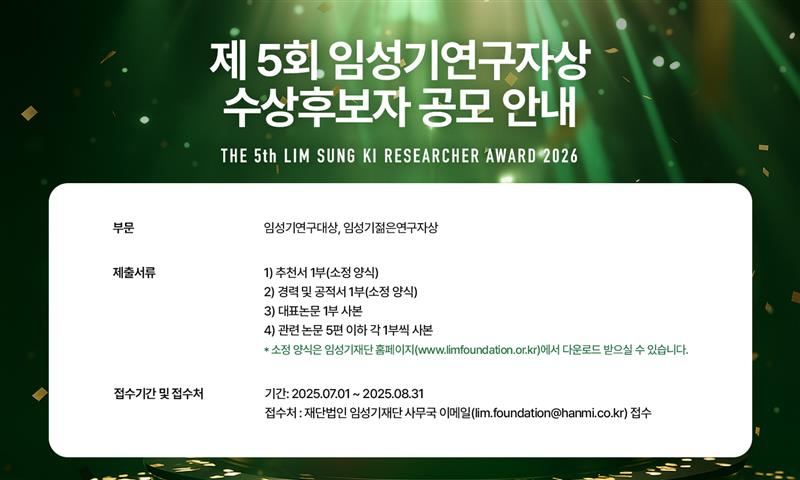 제 5회 임성기연구자상
수상후보자 공모 안내
THE 5th LIM SUNG KI RESEARCHER AWARD 2026
부문 임성기연구대상, 임성기젊은연구자상
제출서류 1) 추천서 1부(소정 양식)
2) 경력 및 공적서 1부(소정 양식)
3) 대표논문 1부 사본
4) 관련 논문 5편 이하 각 1부씩 사본
* 소정 양식은 임성기재단 홈페이지(www.limfoundation.or.kr)에서 다운로드 받으실 수 있습니다.
접수기간 및 접수처 기간: 2025.07.01 ~ 2025.08.31
접수처 : 재단법인 임성기재단 사무국 이메일(lim.foundation@hanmi.co.kr) 접수